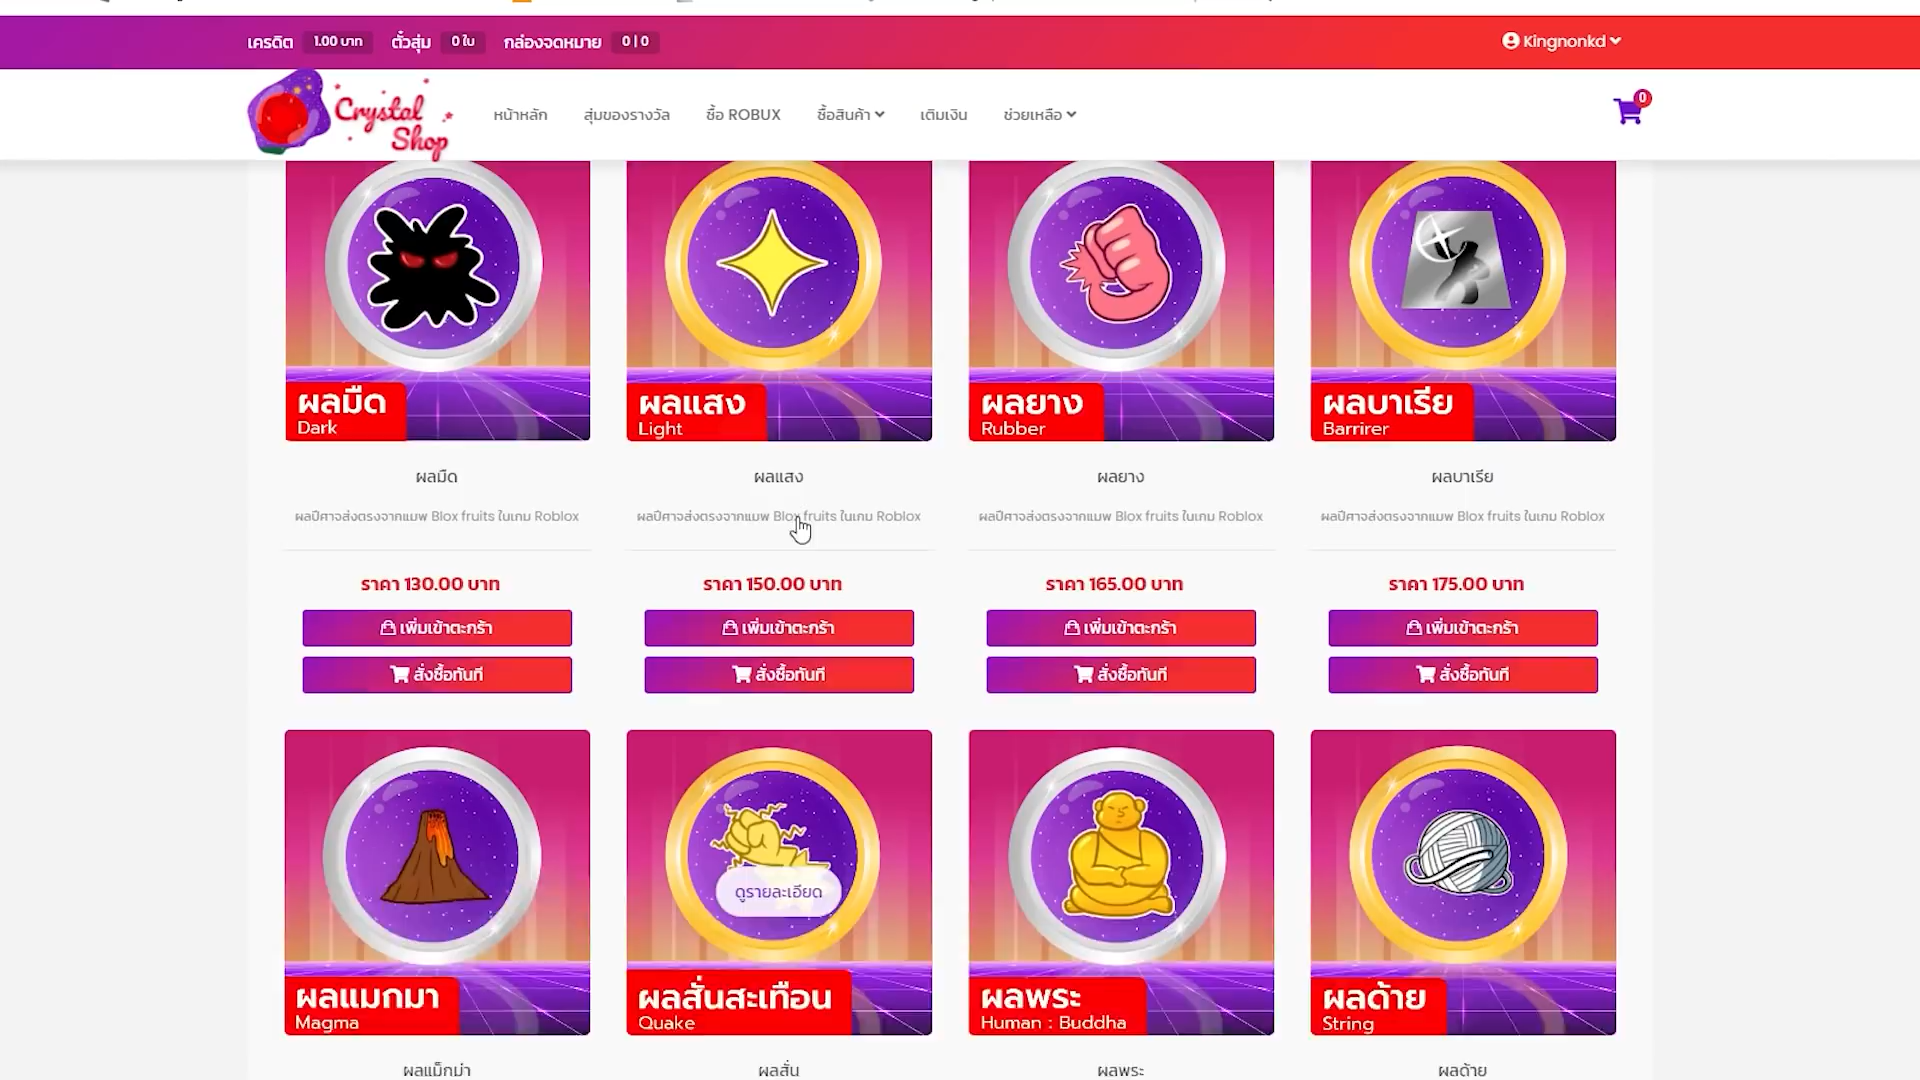 เครดิต 1.00 บาท ตั๋วสุ่ม 0 ใบ กล่องจดหมาย 0 | 0 Kingnonkd
Crystal Shop
หน้าหลัก สุ่มของรางวัล ซื้อ ROBUX ซื้อสินค้า เติมเงิน ช่วยเหลือ 0
ผลมืด ผลแสง ผลยาง ผลบาเรีย
Dark Light Rubber Barrirer
ผลมืด ผลแสง ผลยาง ผลบาเรีย
ผลปีศาจส่งตรงจากแมพ Blox fruits ในเกม Roblox ผลปีศาจส่งตรงจากแมพ Blox fruits ในเกม Roblox ผลปีศาจส่งตรงจากแมพ Blox fruits ในเกม Roblox ผลปีศาจส่งตรงจากแมพ Blox fruits ในเกม Roblox
ราคา 130.00 บาท ราคา 150.00 บาท ราคา 165.00 บาท ราคา 175.00 บาท
เพิ่มเข้าตะกร้า เพิ่มเข้าตะกร้า เพิ่มเข้าตะกร้า เพิ่มเข้าตะกร้า
สั่งซื้อทันที สั่งซื้อทันที สั่งซื้อทันที สั่งซื้อทันที
ดูรายละเอียด
ผลแมกมา ผลสั่นสะเทือน ผลพระ ผลด้าย
Magma Quake Human : Buddha String
ผลแม็กม่า ผลสั่น ผลพระ ผลด้าย